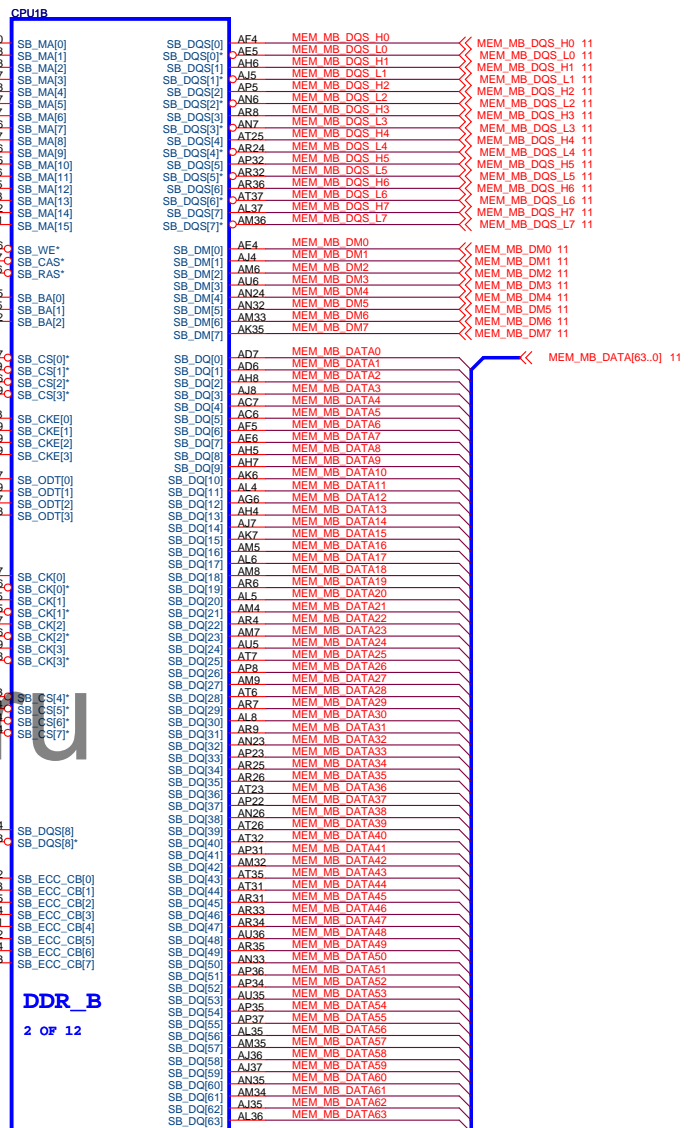 CPU1B
SB_MA[0]
SB_MA[1]
SB_MA[2]
SB_MA[3]
SB_MA[4]
SB_MA[5]
SB_MA[6]
SB_MA[7]
SB_MA[8]
SB_MA[9]
SB_MA[10]
SB_MA[11]
SB_MA[12]
SB_MA[13]
SB_MA[14]
SB_MA[15]
SB_WE*
SB_CAS*
SB_RAS*
SB_BA[0]
SB_BA[1]
SB_BA[2]
SB_CS[0]*
SB_CS[1]*
SB_CS[2]*
SB_CS[3]*
SB_CKE[0]
SB_CKE[1]
SB_CKE[2]
SB_CKE[3]
SB_ODT[0]
SB_ODT[1]
SB_ODT[2]
SB_ODT[3]
SB_CK[0]
SB_CK[0]*
SB_CK[1]
SB_CK[1]*
SB_CK[2]
SB_CK[2]*
SB_CK[3]
SB_CK[3]*
SB_CS[4]*
SB_CS[5]*
SB_CS[6]*
SB_CS[7]*
SB_DQS[8]
SB_DQS[8]*
SB_ECC_CB[0]
SB_ECC_CB[1]
SB_ECC_CB[2]
SB_ECC_CB[3]
SB_ECC_CB[4]
SB_ECC_CB[5]
SB_ECC_CB[6]
SB_ECC_CB[7]
DDR_B
2 OF 12
SB_DQS[0] AF4 MEM_MB_DQS_H0 MEM_MB_DQS_H0 11
SB_DQS[0]* AE5 MEM_MB_DQS_L0 MEM_MB_DQS_L0 11
SB_DQS[1] AH6 MEM_MB_DQS_H1 MEM_MB_DQS_H1 11
SB_DQS[1]* AJ5 MEM_MB_DQS_L1 MEM_MB_DQS_L1 11
SB_DQS[2] AP5 MEM_MB_DQS_H2 MEM_MB_DQS_H2 11
SB_DQS[2]* AN6 MEM_MB_DQS_L2 MEM_MB_DQS_L2 11
SB_DQS[3] AR8 MEM_MB_DQS_H3 MEM_MB_DQS_H3 11
SB_DQS[3]* AN7 MEM_MB_DQS_L3 MEM_MB_DQS_L3 11
SB_DQS[4] AT25 MEM_MB_DQS_H4 MEM_MB_DQS_H4 11
SB_DQS[4]* AR24 MEM_MB_DQS_L4 MEM_MB_DQS_L4 11
SB_DQS[5] AP32 MEM_MB_DQS_H5 MEM_MB_DQS_H5 11
SB_DQS[5]* AR32 MEM_MB_DQS_L5 MEM_MB_DQS_L5 11
SB_DQS[6] AR36 MEM_MB_DQS_H6 MEM_MB_DQS_H6 11
SB_DQS[6]* AT37 MEM_MB_DQS_L6 MEM_MB_DQS_L6 11
SB_DQS[7] AL37 MEM_MB_DQS_H7 MEM_MB_DQS_H7 11
SB_DQS[7]* AM36 MEM_MB_DQS_L7 MEM_MB_DQS_L7 11
SB_DM[0] AE4 MEM_MB_DM0 MEM_MB_DM0 11
SB_DM[1] AJ4 MEM_MB_DM1 MEM_MB_DM1 11
SB_DM[2] AM6 MEM_MB_DM2 MEM_MB_DM2 11
SB_DM[3] AU6 MEM_MB_DM3 MEM_MB_DM3 11
SB_DM[4] AN24 MEM_MB_DM4 MEM_MB_DM4 11
SB_DM[5] AN32 MEM_MB_DM5 MEM_MB_DM5 11
SB_DM[6] AM33 MEM_MB_DM6 MEM_MB_DM6 11
SB_DM[7] AK35 MEM_MB_DM7 MEM_MB_DM7 11
SB_DQ[0] AD7 MEM_MB_DATA0 MEM_MB_DATA[63..0] 11
SB_DQ[1] AD6 MEM_MB_DATA1
SB_DQ[2] AH8 MEM_MB_DATA2
SB_DQ[3] AJ8 MEM_MB_DATA3
SB_DQ[4] AC7 MEM_MB_DATA4
SB_DQ[5] AC6 MEM_MB_DATA5
SB_DQ[6] AF5 MEM_MB_DATA6
SB_DQ[7] AE6 MEM_MB_DATA7
SB_DQ[8] AH5 MEM_MB_DATA8
SB_DQ[9] AH7 MEM_MB_DATA9
SB_DQ[10] AK6 MEM_MB_DATA10
SB_DQ[11] AL4 MEM_MB_DATA11
SB_DQ[12] AG6 MEM_MB_DATA12
SB_DQ[13] AH4 MEM_MB_DATA13
SB_DQ[14] AJ7 MEM_MB_DATA14
SB_DQ[15] AK7 MEM_MB_DATA15
SB_DQ[16] AM5 MEM_MB_DATA16
SB_DQ[17] AL6 MEM_MB_DATA17
SB_DQ[18] AM8 MEM_MB_DATA18
SB_DQ[19] AR6 MEM_MB_DATA19
SB_DQ[20] AL5 MEM_MB_DATA20
SB_DQ[21] AM4 MEM_MB_DATA21
SB_DQ[22] AR4 MEM_MB_DATA22
SB_DQ[23] AM7 MEM_MB_DATA23
SB_DQ[24] AU5 MEM_MB_DATA24
SB_DQ[25] AT7 MEM_MB_DATA25
SB_DQ[26] AP8 MEM_MB_DATA26
SB_DQ[27] AM9 MEM_MB_DATA27
SB_DQ[28] AT6 MEM_MB_DATA28
SB_DQ[29] AR7 MEM_MB_DATA29
SB_DQ[30] AL8 MEM_MB_DATA30
SB_DQ[31] AR9 MEM_MB_DATA31
SB_DQ[32] AN23 MEM_MB_DATA32
SB_DQ[33] AP23 MEM_MB_DATA33
SB_DQ[34] AR25 MEM_MB_DATA34
SB_DQ[35] AR26 MEM_MB_DATA35
SB_DQ[36] AT23 MEM_MB_DATA36
SB_DQ[37] AP22 MEM_MB_DATA37
SB_DQ[38] AN26 MEM_MB_DATA38
SB_DQ[39] AT26 MEM_MB_DATA39
SB_DQ[40] AT32 MEM_MB_DATA40
SB_DQ[41] AP31 MEM_MB_DATA41
SB_DQ[42] AM32 MEM_MB_DATA42
SB_DQ[43] AT35 MEM_MB_DATA43
SB_DQ[44] AT31 MEM_MB_DATA44
SB_DQ[45] AR31 MEM_MB_DATA45
SB_DQ[46] AR33 MEM_MB_DATA46
SB_DQ[47] AR34 MEM_MB_DATA47
SB_DQ[48] AU36 MEM_MB_DATA48
SB_DQ[49] AR35 MEM_MB_DATA49
SB_DQ[50] AN33 MEM_MB_DATA50
SB_DQ[51] AP36 MEM_MB_DATA51
SB_DQ[52] AP34 MEM_MB_DATA52
SB_DQ[53] AU35 MEM_MB_DATA53
SB_DQ[54] AP35 MEM_MB_DATA54
SB_DQ[55] AP37 MEM_MB_DATA55
SB_DQ[56] AL35 MEM_MB_DATA56
SB_DQ[57] AM35 MEM_MB_DATA57
SB_DQ[58] AJ36 MEM_MB_DATA58
SB_DQ[59] AJ37 MEM_MB_DATA59
SB_DQ[60] AN35 MEM_MB_DATA60
SB_DQ[61] AM34 MEM_MB_DATA61
SB_DQ[62] AJ35 MEM_MB_DATA62
SB_DQ[63] AL36 MEM_MB_DATA63